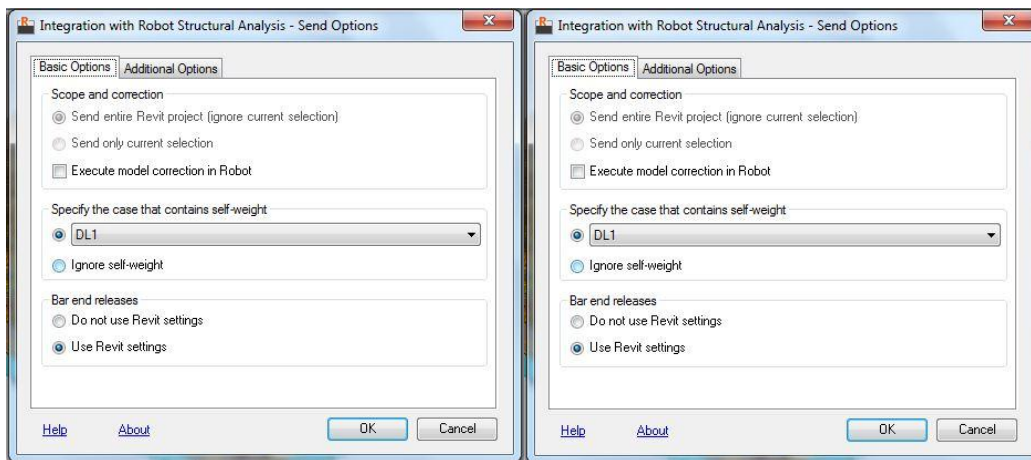 Integration with Robot Structural Analysis - Send Options
Basic Options Additional Options
Scope and correction
Send entire Revit project (ignore current selection)
Send only current selection
Execute model correction in Robot
Specify the case that contains self-weight
DL1
Ignore self-weight
Bar end releases
Do not use Revit settings
Use Revit settings
Help About OK Cancel
Integration with Robot Structural Analysis - Send Options
Basic Options Additional Options
Scope and correction
Send entire Revit project (ignore current selection)
Send only current selection
Execute model correction in Robot
Specify the case that contains self-weight
DL1
Ignore self-weight
Bar end releases
Do not use Revit settings
Use Revit settings
Help About OK Cancel